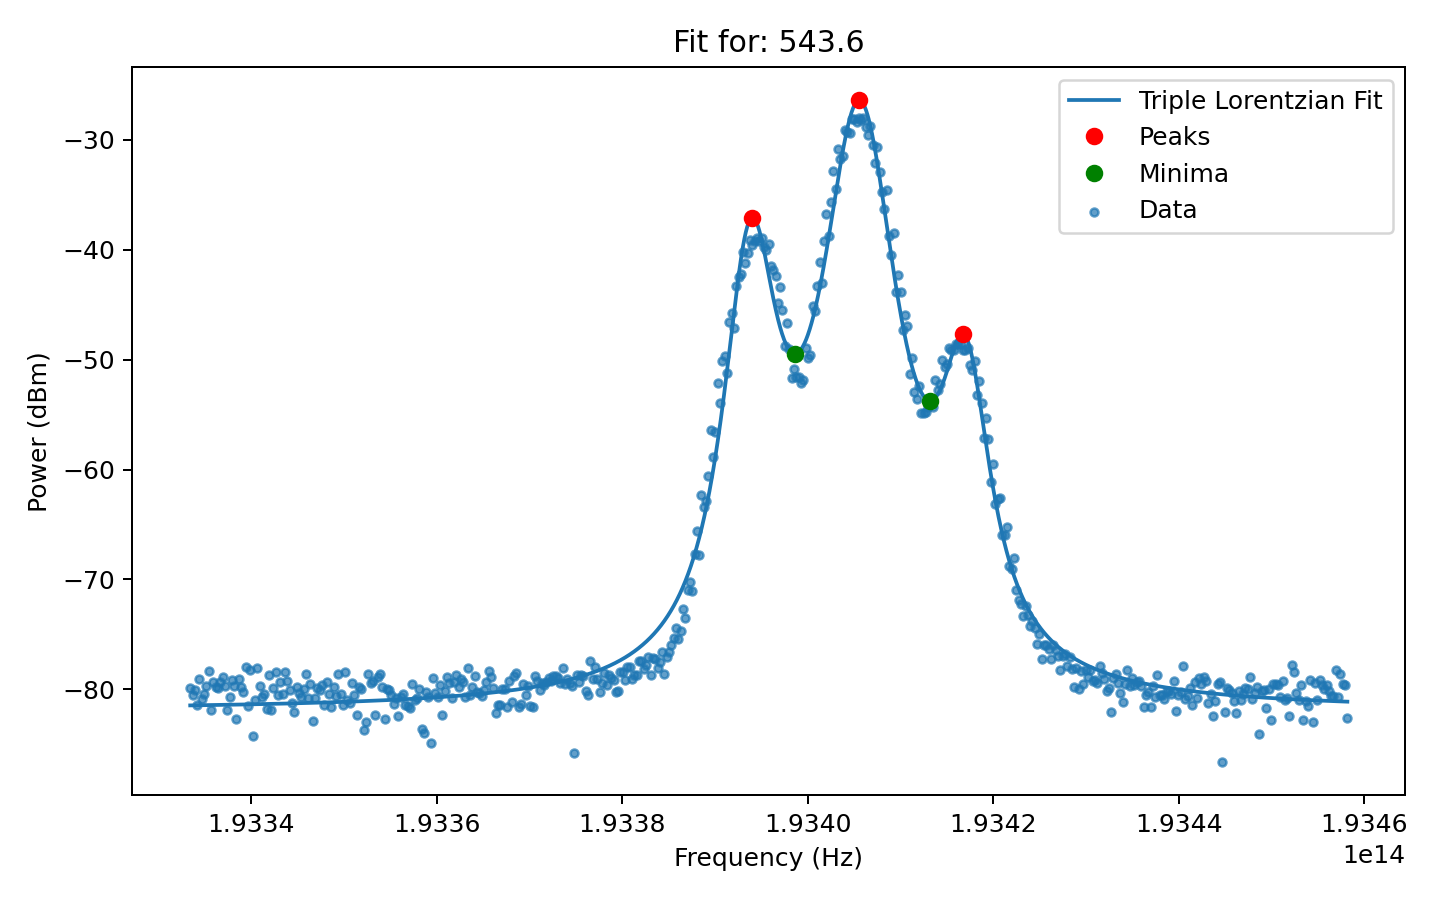 Fit for: 543.6
Triple Lorentzian Fit
Peaks
Minima
Data
Power (dBm)
−30
−40
−50
−60
−70
−80
1.9334 1.9336 1.9338 1.9340 1.9342 1.9344 1.9346
1e14
Frequency (Hz)